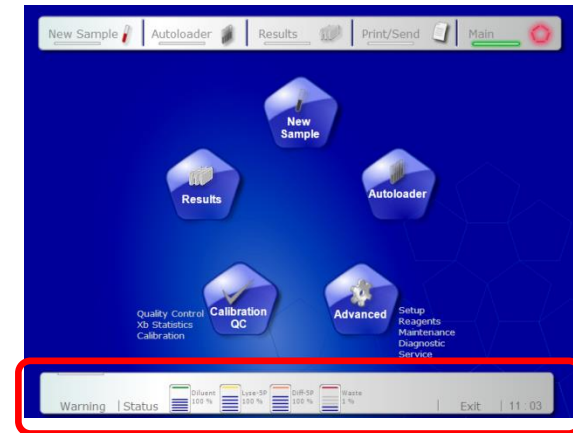 New Sample Autoloader Results Print/Send Main
New
Sample
Results
Autoloader
Quality Control
Xb Statistics
Calibration
Calibration
QC
Advanced
Setup
Reagents
Maintenance
Diagnostic
Service
Warning Status
Diluent
100 %
Lyse-5P
100 %
Diff-5P
100 %
Waste
1 %
Exit 11:03